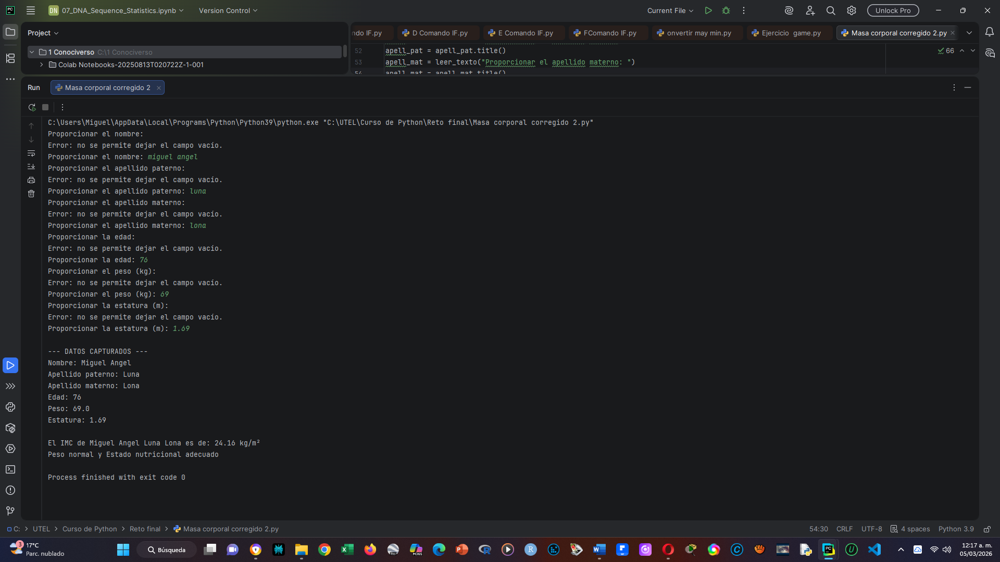 PC
DN 07_DNA_Sequence_Statistics.ipynb
Version Control
Current File
Unlock Pro
Project
ndo IF.py
D Comando IF.py
E Comando IF.py
FComando IF.py
onvertir may min.py
Ejercicio  game.py
Masa corporal corregido 2.py
1 Conociverso C:\1 Conociverso
Colab Notebooks-20250813T020722Z-1-001
52 apell_pat = apell_pat.title()
66
53 apell_mat = leer_texto("Proporcionar el apellido materno: ")
54 apell_mat = apell_mat.title()
Run
Masa corporal corregido 2
C:\Users\Miguel\AppData\Local\Programs\Python\Python39\python.exe "C:\UTEL\Curso de Python\Reto final\Masa corporal corregido 2.py"
Proporcionar el nombre:
Error: no se permite dejar el campo vacío.
Proporcionar el nombre: miguel angel
Proporcionar el apellido paterno:
Error: no se permite dejar el campo vacío.
Proporcionar el apellido paterno: luna
Proporcionar el apellido materno:
Error: no se permite dejar el campo vacío.
Proporcionar el apellido materno: lona
Proporcionar la edad:
Error: no se permite dejar el campo vacío.
Proporcionar la edad: 76
Proporcionar el peso (kg):
Error: no se permite dejar el campo vacío.
Proporcionar el peso (kg): 69
Proporcionar la estatura (m):
Error: no se permite dejar el campo vacío.
Proporcionar la estatura (m): 1.69
--- DATOS CAPTURADOS ---
Nombre: Miguel Angel
Apellido paterno: Luna
Apellido materno: Lona
Edad: 76
Peso: 69.0
Estatura: 1.69
El IMC de Miguel Angel Luna Lona es de: 24.16 kg/m²
Peso normal y Estado nutricional adecuado
Process finished with exit code 0
C: > UTEL > Curso de Python > Reto final > Masa corporal corregido 2.py
54:30 CRLF UTF-8 4 spaces Python 3.9
3
17°C
Parc. nublado
Búsqueda
M365
12:17 a. m.
05/03/2026